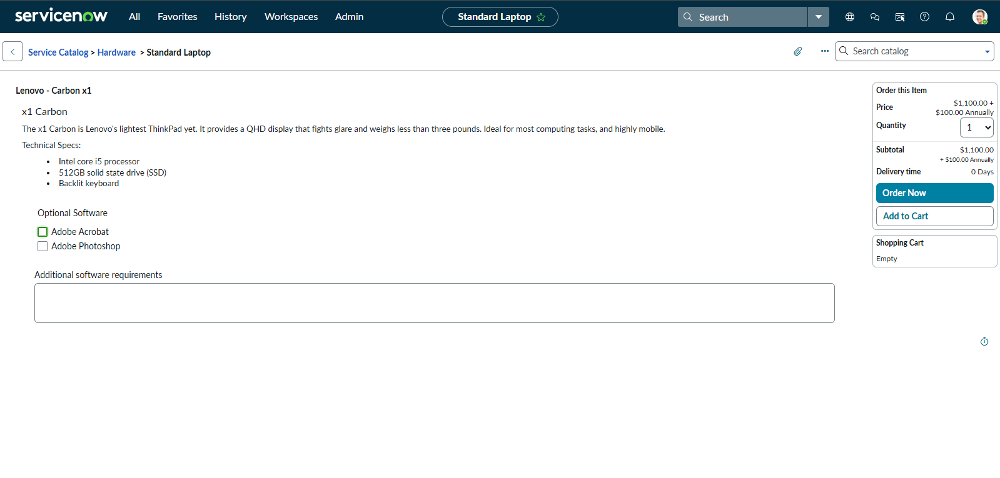 servicenow All Favorites History Workspaces Admin Standard Laptop Search
Service Catalog > Hardware > Standard Laptop Search catalog
Lenovo - Carbon x1
x1 Carbon
The x1 Carbon is Lenovo's lightest ThinkPad yet. It provides a QHD display that fights glare and weighs less than three pounds. Ideal for most computing tasks, and highly mobile.
Technical Specs:
Intel core i5 processor
512GB solid state drive (SSD)
Backlit keyboard
Optional Software
Adobe Acrobat
Adobe Photoshop
Additional software requirements
Order this Item
Price $1,100.00 +
$100.00 Annually
Quantity 1
Subtotal $1,100.00
+ $100.00 Annually
Delivery time 0 Days
Order Now
Add to Cart
Shopping Cart
Empty